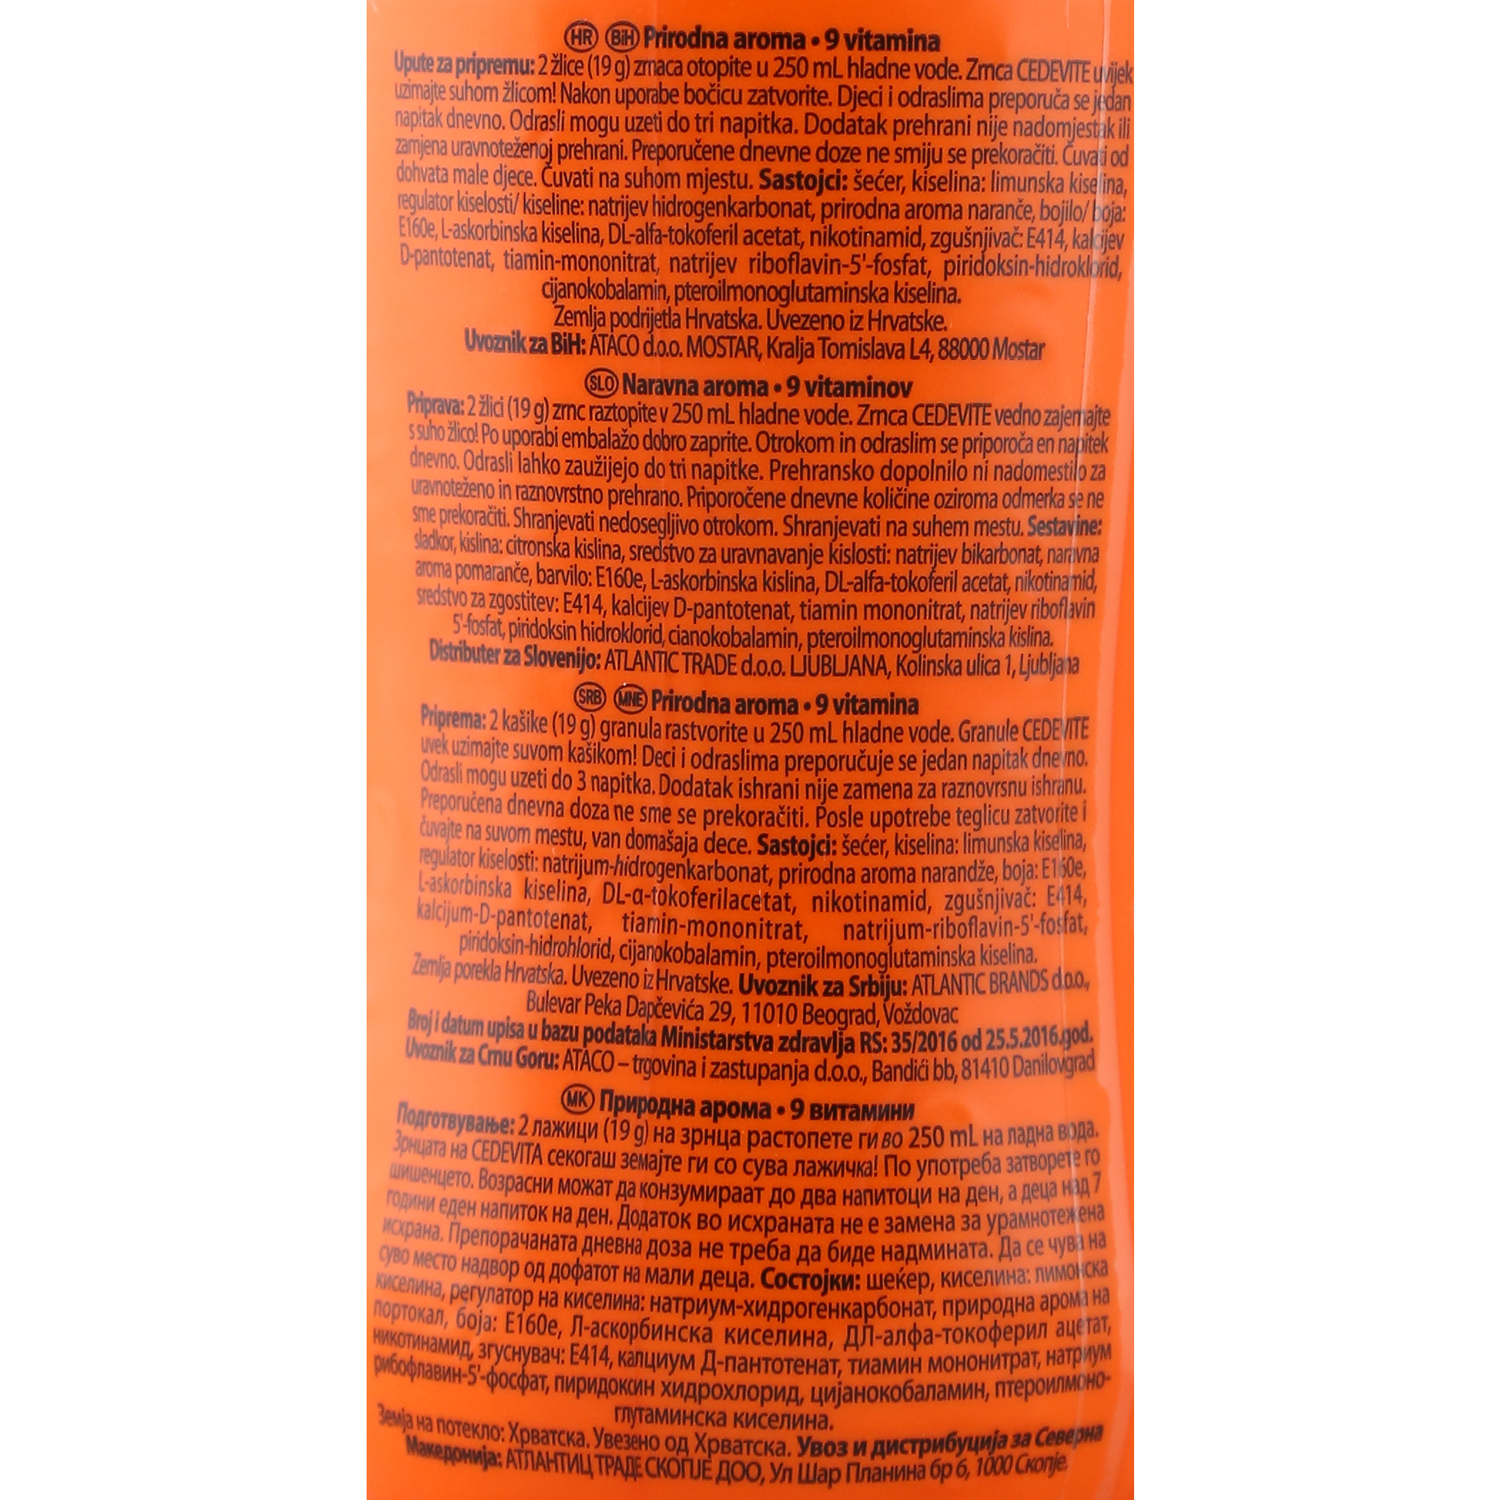 HR BiH Prirodna aroma • 9 vitamina
Upute za pripremu: 2 žlice (19 g) zrnaca otopite u 250 mL hladne vode. Zrnca CEDEVITE uvijek
uzimajte suhom žlicom! Nakon uporabe bočicu zatvorite. Djeci i odraslima preporuča se jedan
napitak dnevno. Odrasli mogu uzeti do tri napitka. Dodatak prehrani nije nadomjestak ili
zamjena uravnoteženoj prehrani. Preporučene dnevne doze ne smiju se prekoračiti. Čuvati od
dohvata male djece. Čuvati na suhom mjestu. Sastojci: šećer, kiselina: limunska kiselina,
regulator kiselosti/ kiseline: natrijev hidrogenkarbonat, prirodna aroma naranče, bojilo/ boja:
E160e, L-askorbinska kiselina, DL-alfa-tokoferil acetat, nikotinamid, zgušnjivač: E414, kalcijev
D-pantotenat, tiamin-mononitrat, natrijev riboflavin-5'-fosfat, piridoksin-hidroklorid,
cijanokobalamin, pteroilmonoglutaminska kiselina.
Zemlja podrijetla Hrvatska. Uvezeno iz Hrvatske.
Uvoznik za BiH: ATACO d.o.o. MOSTAR, Kralja Tomislava L4, 88000 Mostar
SLO Naravna aroma • 9 vitaminov
Priprava: 2 žlici (19 g) zrnc raztopite v 250 mL hladne vode. Zrnca CEDEVITE vedno zajemajte
s suho žlico! Po uporabi embalažo dobro zaprite. Otrokom in odraslim se priporoča en napitek
dnevno. Odrasli lahko zaužijejo do tri napitke. Prehransko dopolnilo ni nadomestilo za
uravnoteženo in raznovrstno prehrano. Priporočene dnevne količine oziroma odmerka se ne
sme prekoračiti. Shranjevati nedosegljivo otrokom. Shranjevati na suhem mestu. Sestavine:
sladkor, kislina: citronska kislina, sredstvo za uravnavanje kislosti: natrijev bikarbonat, naravna
aroma pomaranče, barvilo: E160e, L-askorbinska kislina, DL-alfa-tokoferil acetat, nikotinamid,
sredstvo za zgostitev: E414, kalcijev D-pantotenat, tiamin mononitrat, natrijev riboflavin
5'-fosfat, piridoksin hidroklorid, cianokobalamin, pteroilmonoglutaminska kislina.
Distributer za Slovenijo: ATLANTIC TRADE d.o.o. LJUBLJANA, Kolinska ulica 1, Ljubljana
SRB MNE Prirodna aroma • 9 vitamina
Priprema: 2 kašike (19 g) granula rastvorite u 250 mL hladne vode. Granule CEDEVITE
uvek uzimajte suvom kašikom! Deci i odraslima preporučuje se jedan napitak dnevno.
Odrasli mogu uzeti do 3 napitka. Dodatak ishrani nije zamena za raznovrsnu ishranu.
Preporučena dnevna doza ne sme se prekoračiti. Posle upotrebe teglicu zatvorite i
čuvajte na suvom mestu, van domašaja dece. Sastojci: šećer, kiselina: limunska kiselina,
regulator kiselosti: natrijum-hidrogenkarbonat, prirodna aroma narandže, boja: E160e,
L-askorbinska kiselina, DL-α-tokoferilacetat, nikotinamid, zgušnjivač: E414,
kalcijum-D-pantotenat, tiamin-mononitrat, natrijum-riboflavin-5'-fosfat,
piridoksin-hidrohlorid, cijanokobalamin, pteroilmonoglutaminska kiselina.
Zemlja porekla Hrvatska. Uvezeno iz Hrvatske. Uvoznik za Srbiju: ATLANTIC BRANDS d.o.o.,
Bulevar Peka Dapčevića 29, 11010 Beograd, Voždovac
Broj i datum upisa u bazu podataka Ministarstva zdravlja RS: 35/2016 od 25.5.2016.god.
Uvoznik za Crnu Goru: ATACO – trgovina i zastupanja d.o.o., Bandići bb, 81410 Danilovgrad
MK Природна арома • 9 витамини
Подготвување: 2 лажици (19 g) на зрнца растопете ги во 250 mL на ладна вода.
Зрнцата на CEDEVITA секогаш земајте ги со сува лажичка! По употреба затворете го
шишенцето. Возрасни можат да конзумираат до два напитоци на ден, а деца над 7
години еден напиток на ден. Додаток во исхраната не е замена за урамнотежена
исхрана. Препорачаната дневна доза не треба да биде надмината. Да се чува на
суво место надвор од дофатот на мали деца. Состојки: шеќер, киселина: лимонска
киселина, регулатор на киселина: натриум-хидрогенкарбонат, природна арома на
портокал, боја: E160e, Л-аскорбинска киселина, ДЛ-алфа-токоферил ацетат,
никотинамид, згуснувач: E414, калциум Д-пантотенат, тиамин мононитрат, натриум
рибофлавин-5'-фосфат, пиридоксин хидрохлорид, цијанокобаламин, птероилмоно-
глутаминска киселина.
Земја на потекло: Хрватска. Увезено од Хрватска. Увоз и дистрибуција за Северна
Македонија: АТЛАНТИЦ ТРАДЕ СКОПЈЕ ДОО, Ул Шар Планина бр 6, 1000 Скопје.